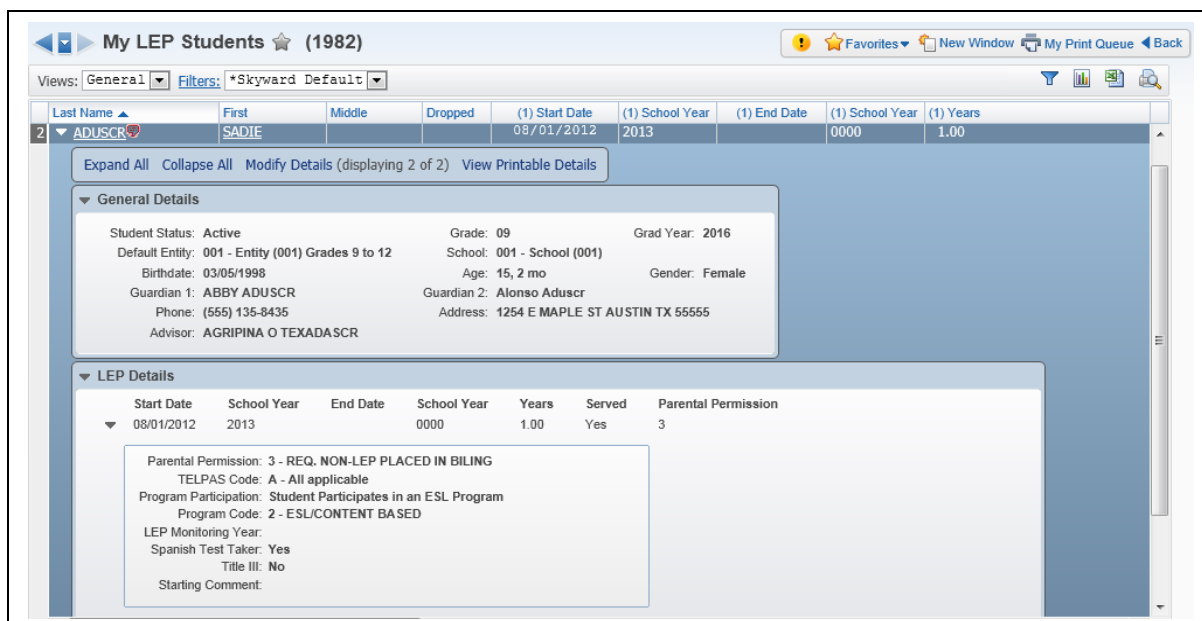 My LEP Students (1982)
Favorites New Window My Print Queue Back
Views: General Filters: *Skyward Default
Last Name First Middle Dropped (1) Start Date (1) School Year (1) End Date (1) School Year (1) Years
2 ADUSCR SADIE 08/01/2012 2013 0000 1.00
Expand All Collapse All Modify Details (displaying 2 of 2) View Printable Details
General Details
Student Status: Active Grade: 09 Grad Year: 2016
Default Entity: 001 - Entity (001) Grades 9 to 12 School: 001 - School (001)
Birthdate: 03/05/1998 Age: 15, 2 mo Gender: Female
Guardian 1: ABBY ADUSCR Guardian 2: Alonso Aduscr
Phone: (555) 135-8435 Address: 1254 E MAPLE ST AUSTIN TX 55555
Advisor: AGRIPINA O TEXADASCR
LEP Details
Start Date School Year End Date School Year Years Served Parental Permission
08/01/2012 2013 0000 1.00 Yes 3
Parental Permission: 3 - REQ. NON-LEP PLACED IN BILING
TELPAS Code: A - All applicable
Program Participation: Student Participates in an ESL Program
Program Code: 2 - ESL/CONTENT BASED
LEP Monitoring Year:
Spanish Test Taker: Yes
Title III: No
Starting Comment: